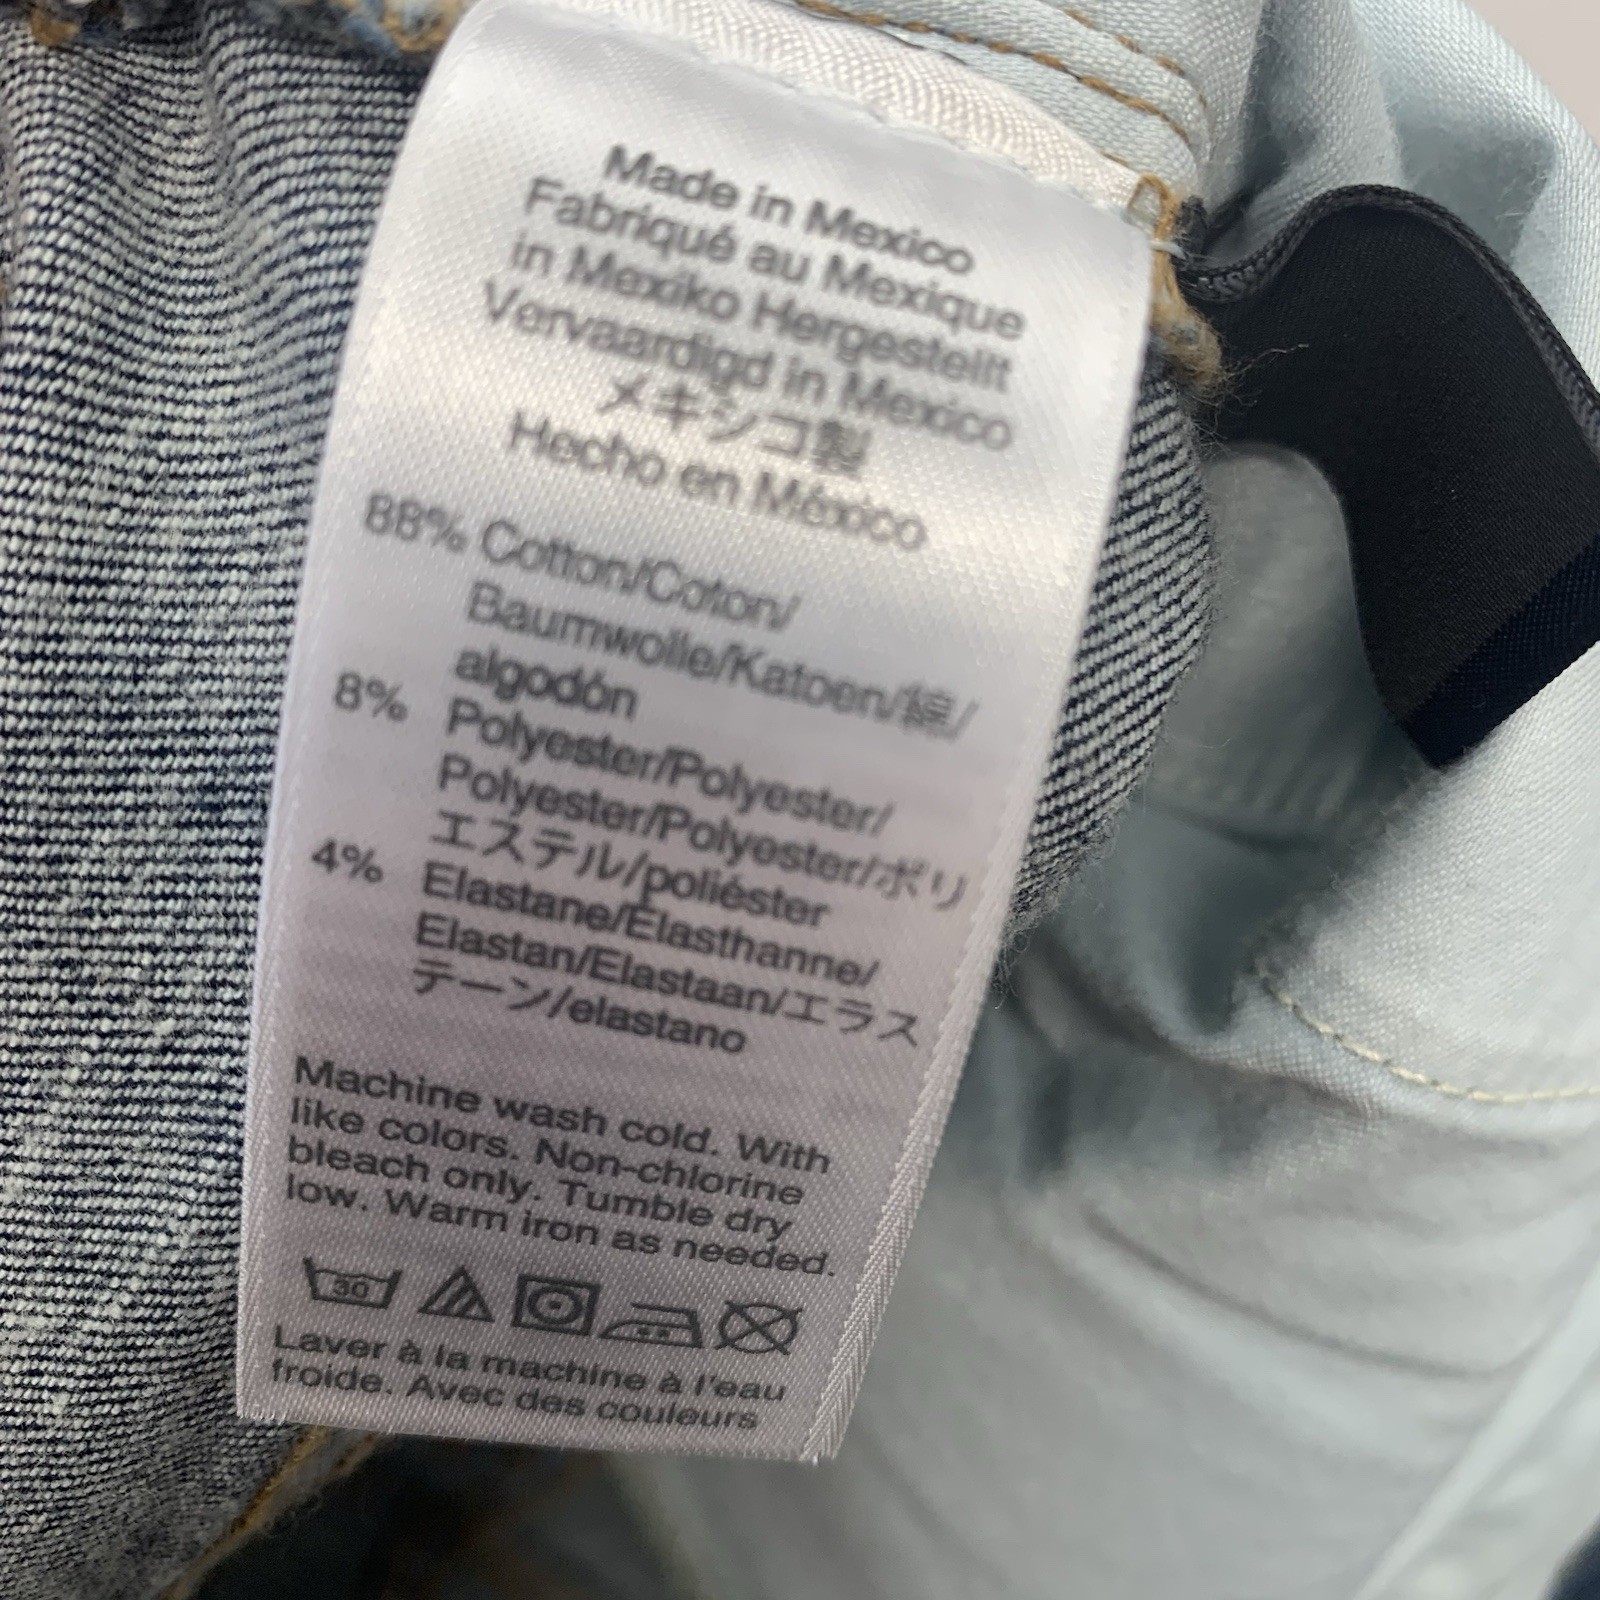 Made in Mexico
Fabriqué au Mexique
in Mexiko Hergestellt
Vervaardigd in Mexico
メキシコ製
Hecho en México
88% Cotton/Coton/
Baumwolle/Katoen/綿/
algodón
8% Polyester/Polyester/
Polyester/Polyester/ポリ
エステル/poliéster
4% Elastane/Élasthanne/
Elastan/Elastaan/エラス
テーン/elastano
Machine wash cold. With
like colors. Non-chlorine
bleach only. Tumble dry
low. Warm iron as needed.
30
Laver à la machine à l'eau
froide. Avec des couleurs